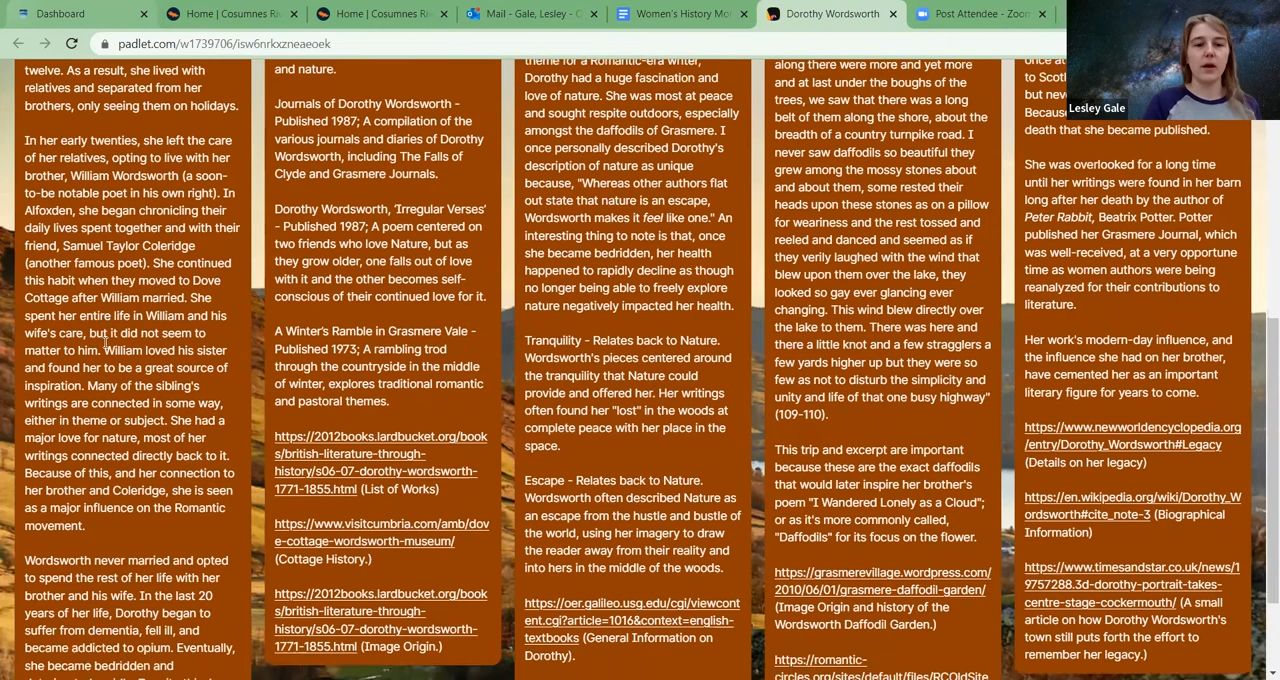 Dashboard
Home | Cosumnes Ri
Home | Cosumnes Ri
Mail - Gale, Lesley - O
Women's History Mo
Dorothy Wordsworth
Post Attendee - Zoom
padlet.com/w1739706/isw6nrkxzneaeoek
Lesley Gale
twelve. As a result, she lived with
relatives and separated from her
brothers, only seeing them on holidays.
In her early twenties, she left the care
of her relatives, opting to live with her
brother, William Wordsworth (a soon-
to-be notable poet in his own right). In
Alfoxden, she began chronicling their
daily lives spent together and with their
friend, Samuel Taylor Coleridge
(another famous poet). She continued
this habit when they moved to Dove
Cottage after William married. She
spent her entire life in William and his
wife's care, but it did not seem to
matter to him. William loved his sister
and found her to be a great source of
inspiration. Many of the sibling's
writings are connected in some way,
either in theme or subject. She had a
major love for nature, most of her
writings connected directly back to it.
Because of this, and her connection to
her brother and Coleridge, she is seen
as a major influence on the Romantic
movement.
Wordsworth never married and opted
to spend the rest of her life with her
brother and his wife. In the last 20
years of her life, Dorothy began to
suffer from dementia, fell ill, and
became addicted to opium. Eventually,
she became bedridden and
and nature.
Journals of Dorothy Wordsworth -
Published 1987; A compilation of the
various journals and diaries of Dorothy
Wordsworth, including The Falls of
Clyde and Grasmere Journals.
Dorothy Wordsworth, 'Irregular Verses'
- Published 1987; A poem centered on
two friends who love Nature, but as
they grow older, one falls out of love
with it and the other becomes self-
conscious of their continued love for it.
A Winter's Ramble in Grasmere Vale -
Published 1973; A rambling trod
through the countryside in the middle
of winter, explores traditional romantic
and pastoral themes.
https://2012books.lardbucket.org/book
s/british-literature-through-
history/s06-07-dorothy-wordsworth-
1771-1855.html (List of Works)
https://www.visitcumbria.com/amb/dov
e-cottage-wordsworth-museum/
(Cottage History.)
https://2012books.lardbucket.org/book
s/british-literature-through-
history/s06-07-dorothy-wordsworth-
1771-1855.html (Image Origin.)
theme for a Romantic-era writer,
Dorothy had a huge fascination and
love of nature. She was most at peace
and sought respite outdoors, especially
amongst the daffodils of Grasmere. I
once personally described Dorothy's
description of nature as unique
because, "Whereas other authors flat
out state that nature is an escape,
Wordsworth makes it feel like one." An
interesting thing to note is that, once
she became bedridden, her health
happened to rapidly decline as though
no longer being able to freely explore
nature negatively impacted her health.
Tranquility - Relates back to Nature.
Wordsworth's pieces centered around
the tranquility that Nature could
provide and offered her. Her writings
often found her "lost" in the woods at
complete peace with her place in the
space.
Escape - Relates back to Nature.
Wordsworth often described Nature as
an escape from the hustle and bustle of
the world, using her imagery to draw
the reader away from their reality and
into hers in the middle of the woods.
https://oer.galileo.usg.edu/cgi/viewcont
ent.cgi?article=1016&context=english-
textbooks (General Information on
Dorothy).
along there were more and yet more
and at last under the boughs of the
trees, we saw that there was a long
belt of them along the shore, about the
breadth of a country turnpike road. I
never saw daffodils so beautiful they
grew among the mossy stones about
and about them, some rested their
heads upon these stones as on a pillow
for weariness and the rest tossed and
reeled and danced and seemed as if
they verily laughed with the wind that
blew upon them over the lake, they
looked so gay ever glancing ever
changing. This wind blew directly over
the lake to them. There was here and
there a little knot and a few stragglers a
few yards higher up but they were so
few as not to disturb the simplicity and
unity and life of that one busy highway"
(109-110).
This trip and excerpt are important
because these are the exact daffodils
that would later inspire her brother's
poem "I Wandered Lonely as a Cloud";
or as it's more commonly called,
"Daffodils" for its focus on the flower.
https://grasmerevillage.wordpress.com/
2010/06/01/grasmere-daffodil-garden/
(Image Origin and history of the
Wordsworth Daffodil Garden.)
https://romantic-
circles.org/sites/default/files/RCOldSite
once at
to Scotl
but neve
Because
death that she became published.
She was overlooked for a long time
until her writings were found in her barn
long after her death by the author of
Peter Rabbit, Beatrix Potter. Potter
published her Grasmere Journal, which
was well-received, at a very opportune
time as women authors were being
reanalyzed for their contributions to
literature.
Her work's modern-day influence, and
the influence she had on her brother,
have cemented her as an important
literary figure for years to come.
https://www.newworldencyclopedia.org
/entry/Dorothy_Wordsworth#Legacy
(Details on her legacy)
https://en.wikipedia.org/wiki/Dorothy_W
ordsworth#cite_note-3 (Biographical
Information)
https://www.timesandstar.co.uk/news/1
9757288.3d-dorothy-portrait-takes-
centre-stage-cockermouth/ (A small
article on how Dorothy Wordsworth's
town still puts forth the effort to
remember her legacy.)